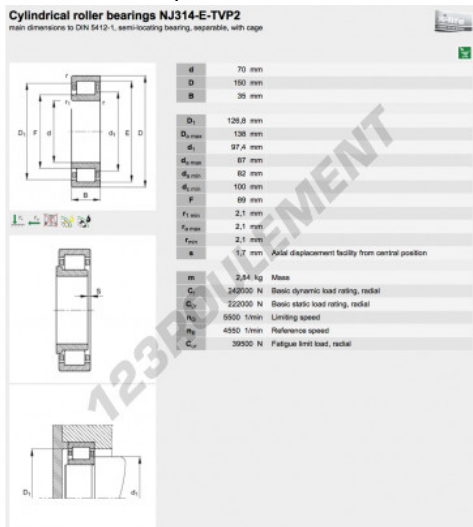 Cylindrical roller bearings NJ314-E-TVP2
main dimensions to DIN 5412-1, semi-locating bearing, separable, with cage
d 70 mm
D 150 mm
B 35 mm
D₁ 126,8 mm
Dₐ max 138 mm
d₁ 97,4 mm
dₐ max 87 mm
dₐ min 82 mm
100 mm
F 89 mm
r₁ min 2,1 mm
rₐ max 2,1 mm
rmin 2,1 mm
s 1,7 mm Axial displacement facility from central position
m 2,84 kg Mass
Cr 242000 N Basic dynamic load rating, radial
C0r 222000 N Basic static load rating, radial
nG 5500 1/min Limiting speed
4550 1/min Reference speed
Cur 39500 N Fatigue limit load, radial
r
r₁ r
D₁ F d d₁ E D
B
s
D₁ d₁
123ROULEMENT